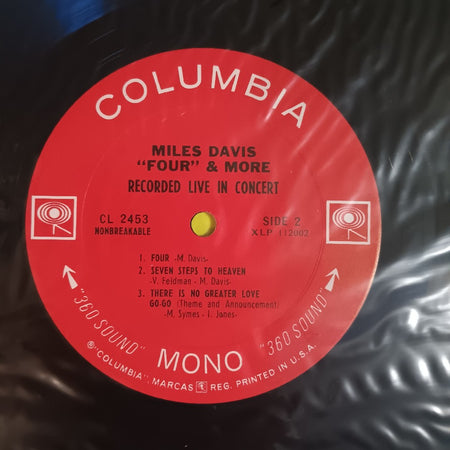 COLUMBIA
MILES DAVIS
"FOUR" & MORE
RECORDED LIVE IN CONCERT
CL 2453
NONBREAKABLE
SIDE 2
XLP 112002
1. FOUR -M. Davis-
2. SEVEN STEPS TO HEAVEN
-V. Feldman - M. Davis-
3. THERE IS NO GREATER LOVE
GO-GO (Theme and Announcement)
-M. Symes - I. Jones-
"360 SOUND"
MONO
"360 SOUND"
® "COLUMBIA", MARCAS REG. PRINTED IN U.S.A.